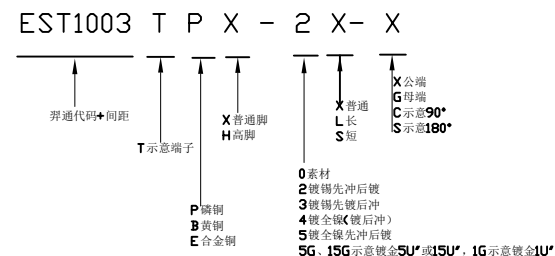 EST1003 T P X - 2 X- X
羿通代码+间距
T示意端子
P磷铜
B黄铜
E合金铜
X普通脚
H高脚
0素材
2镀锡先冲后镀
3镀锡先镀后冲
4镀全镍(镀后冲)
5镀全镍先冲后镀
5G、15G示意镀金5U"或15U"，1G示意镀金1U"
X普通
L长
S短
X公端
G母端
C示意90°
S示意180°